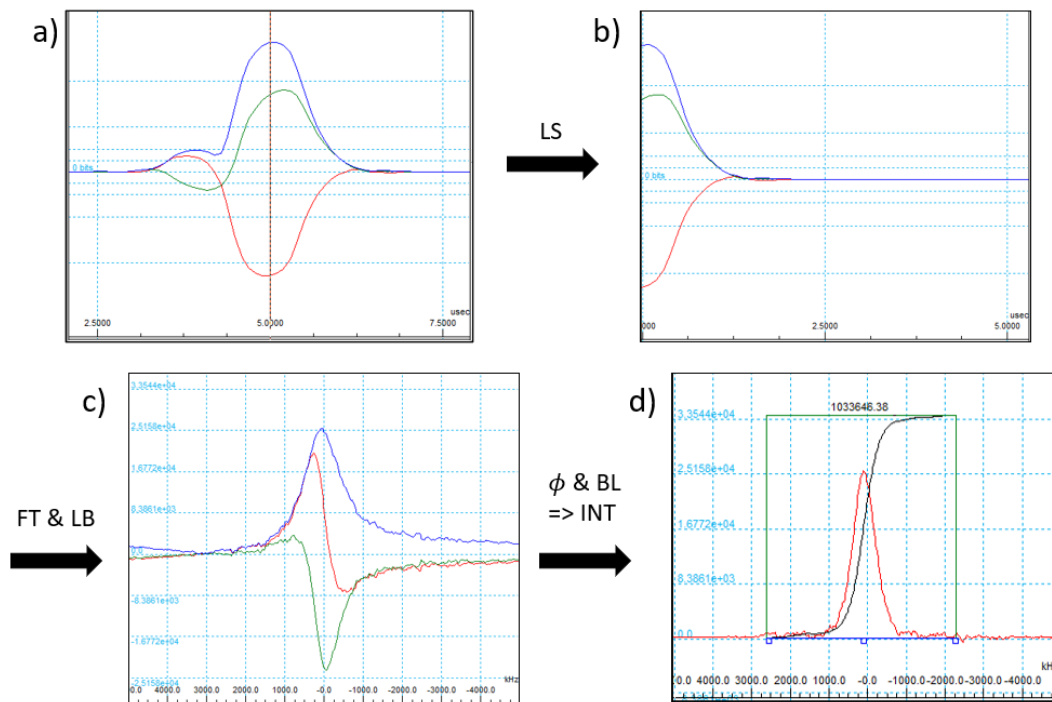 a)
0 bits
usec
2.5000
5.0000
7.5000
LS
b)
0 bits
usec
000
2.5000
5.0000
FT & LB
c)
3.3544e+04
2.5158e+04
1.6772e+04
8.3861e+03
0.0
-8.3861e+03
-1.6772e+04
-2.5158e+04
kHz
00.0 4000.0 3000.0 2000.0 1000.0 -0.0 -1000.0 -2000.0 -3000.0 -4000.0
ϕ & BL
=> INT
d)
1033646.38
3.3544e+04
2.5158e+04
1.6772e+04
8.3861e+03
0.0
kHz
00.0 4000.0 3000.0 2000.0 1000.0 -0.0 -1000.0 -2000.0 -3000.0 -4000.0